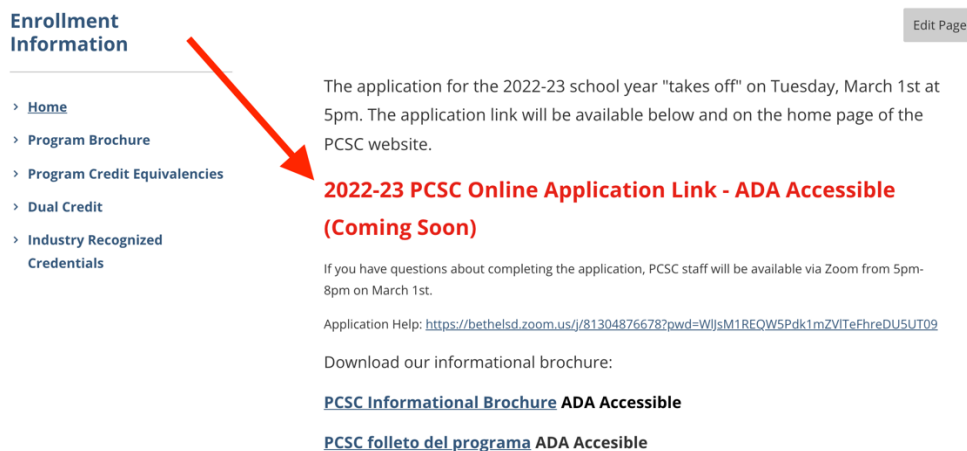 Enrollment
Information
Edit Page
> Home
> Program Brochure
> Program Credit Equivalencies
> Dual Credit
> Industry Recognized
Credentials
The application for the 2022-23 school year "takes off" on Tuesday, March 1st at
5pm. The application link will be available below and on the home page of the
PCSC website.
2022-23 PCSC Online Application Link - ADA Accessible
(Coming Soon)
If you have questions about completing the application, PCSC staff will be available via Zoom from 5pm-
8pm on March 1st.
Application Help: https://bethelsd.zoom.us/j/81304876678?pwd=WlJsM1REQW5Pdk1mZVlTeFhreDU5UT09
Download our informational brochure:
PCSC Informational Brochure ADA Accessible
PCSC folleto del programa ADA Accesible